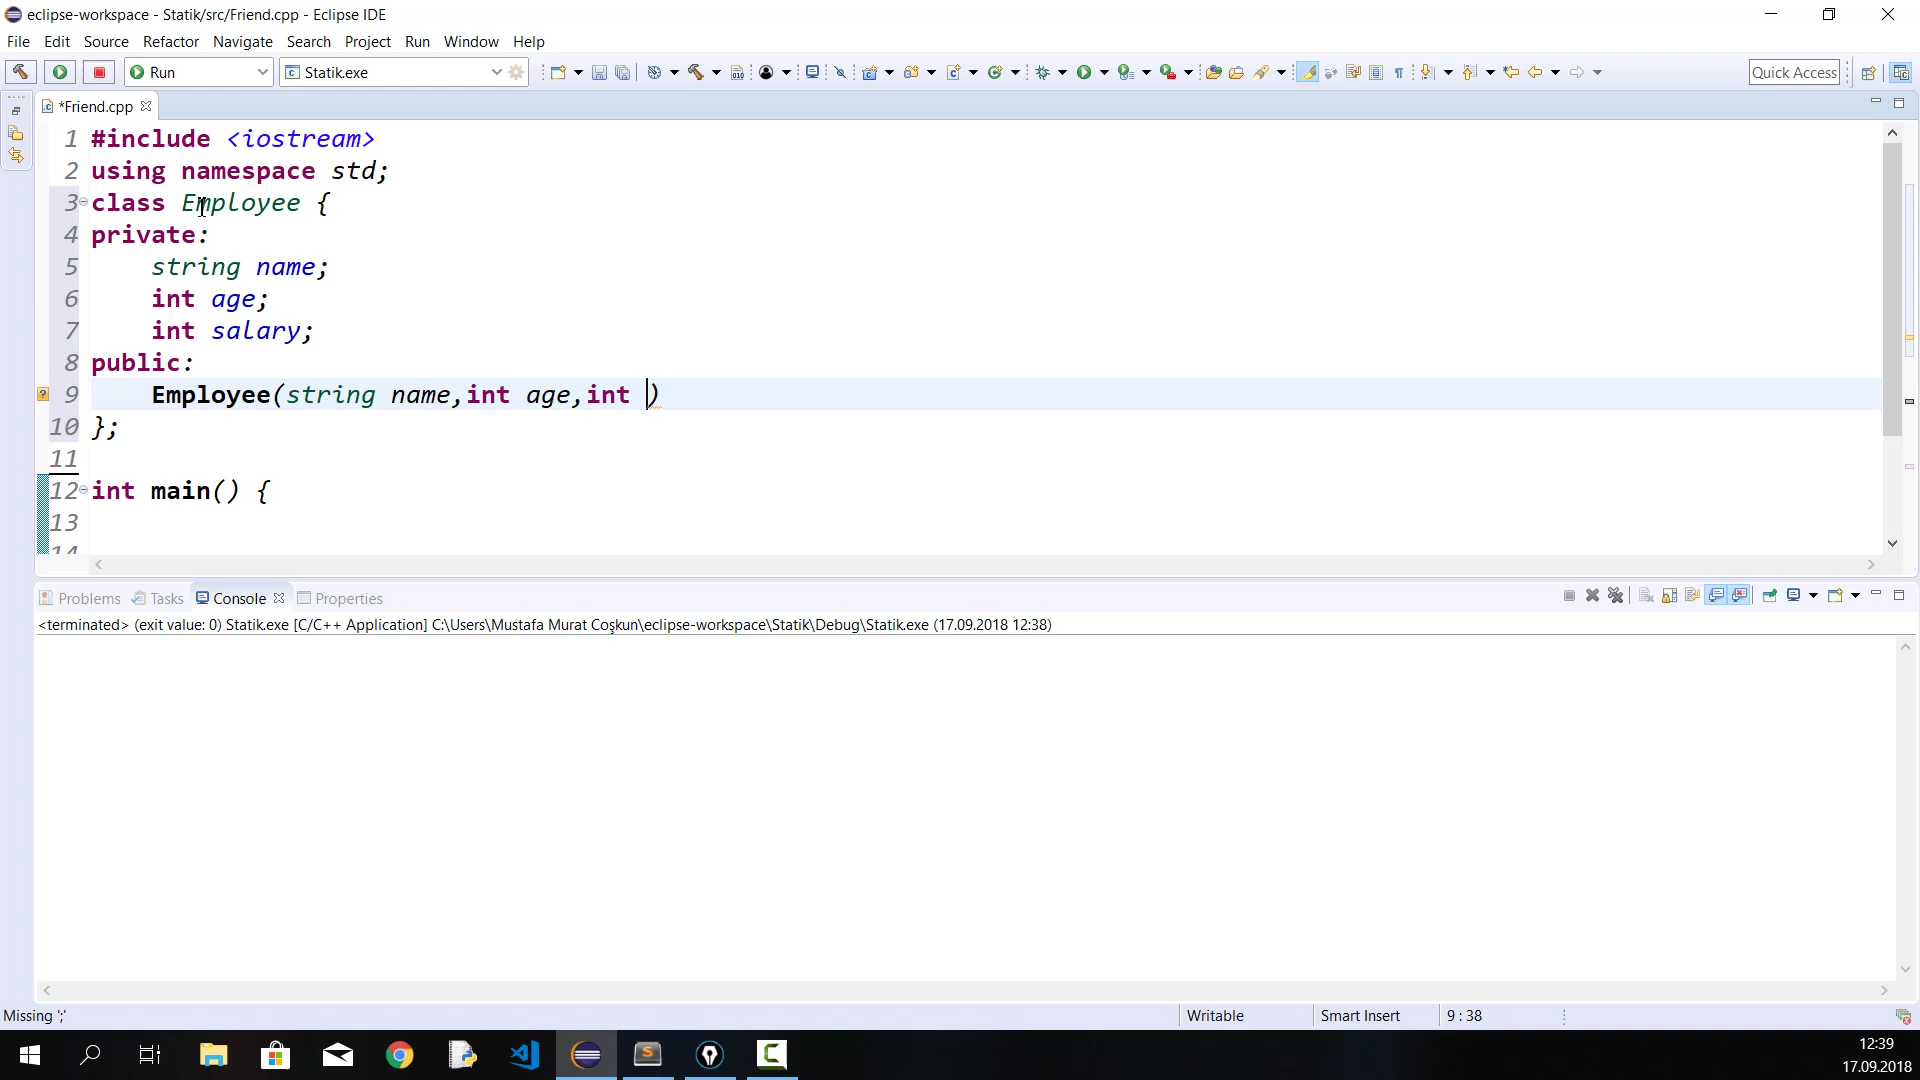 eclipse-workspace - Statik/src/Friend.cpp - Eclipse IDE
File Edit Source Refactor Navigate Search Project Run Window Help
Run Statik.exe Quick Access
*Friend.cpp
1 #include <iostream>
2 using namespace std;
3 class Employee {
4 private:
5 string name;
6 int age;
7 int salary;
8 public:
9 Employee(string name,int age,int )
10 };
11
12 int main() {
13
14
Problems Tasks Console Properties
<terminated> (exit value: 0) Statik.exe [C/C++ Application] C:\Users\Mustafa Murat Coşkun\eclipse-workspace\Statik\Debug\Statik.exe (17.09.2018 12:38)
Missing ';' Writable Smart Insert 9 : 38
12:39
17.09.2018